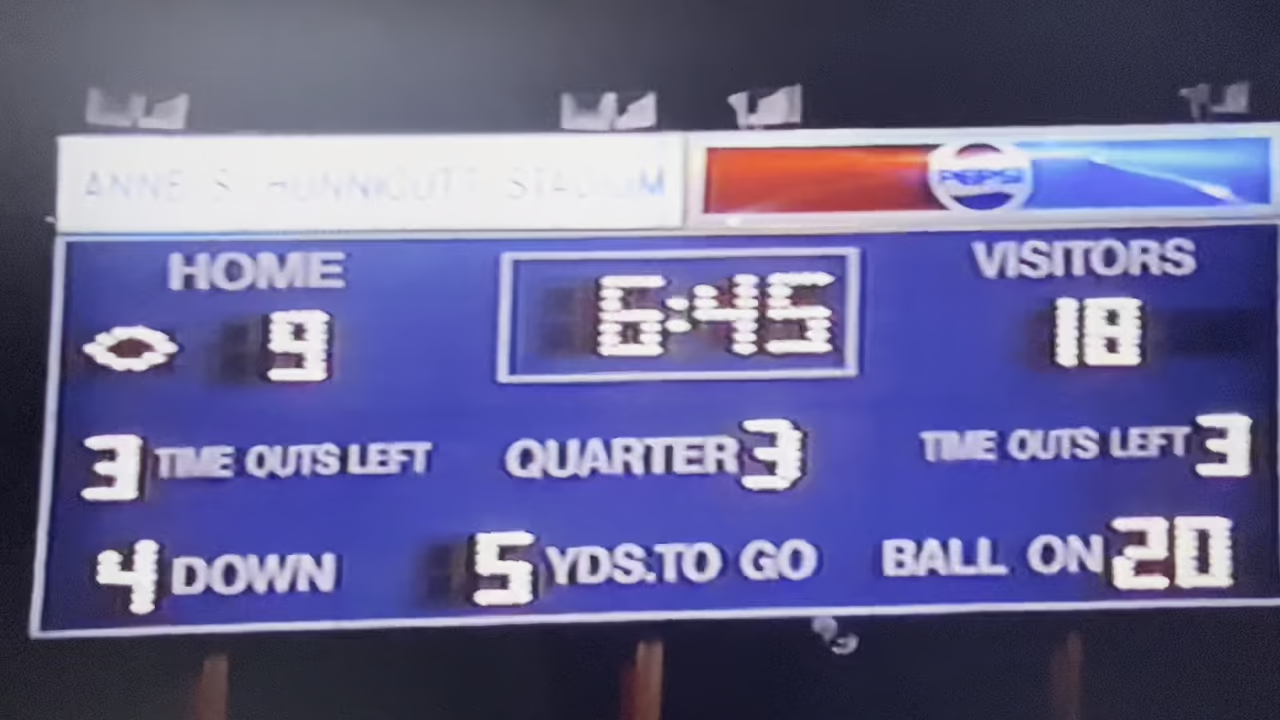 ANNE S HUNNICUTT STADIUM
PEPSI
HOME
6:45
VISITORS
9
18
3 TIME OUTS LEFT
QUARTER 3
TIME OUTS LEFT 3
4 DOWN
5 YDS.TO GO
BALL ON 20